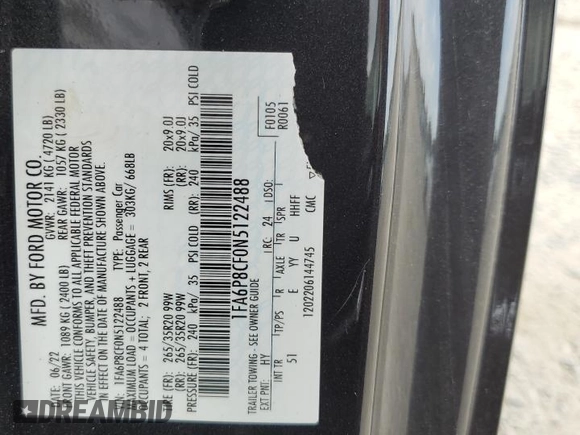 MFD. BY FORD MOTOR CO.
DATE: 06/22 GVWR: 2141 KG ( 4720 LB)
FRONT GAWR: 1089 KG ( 2400 LB) REAR GAWR: 1057 KG ( 2330 LB)
THIS VEHICLE CONFORMS TO ALL APPLICABLE FEDERAL MOTOR
VEHICLE SAFETY, BUMPER, AND THEFT PREVENTION STANDARDS
IN EFFECT ON THE DATE OF MANUFACTURE SHOWN ABOVE.
VIN: 1FA6P8CF0N5122488 TYPE: Passenger Car
MAXIMUM LOAD = OCCUPANTS + LUGGAGE = 303KG/ 668LB
OCCUPANTS = 4 TOTAL: 2 FRONT, 2 REAR
TIRES (FR): 265/35R20 99W RIMS (FR): 20x9.0J
(RR): 265/35R20 99W (RR): 20x9.0J
PRESSURE (FR): 240 kPa/ 35 PSI COLD (RR): 240 kPa/ 35 PSI COLD
1FA6P8CF0N5122488
TRAILER TOWING - SEE OWNER GUIDE
F0105
R0061
EXT PNT: HY RC: 24 DSO:
INT TR TP/PS R AXLE TR SPR
51 E YY U HHFF
1202206144745 CMC
DREAMBID